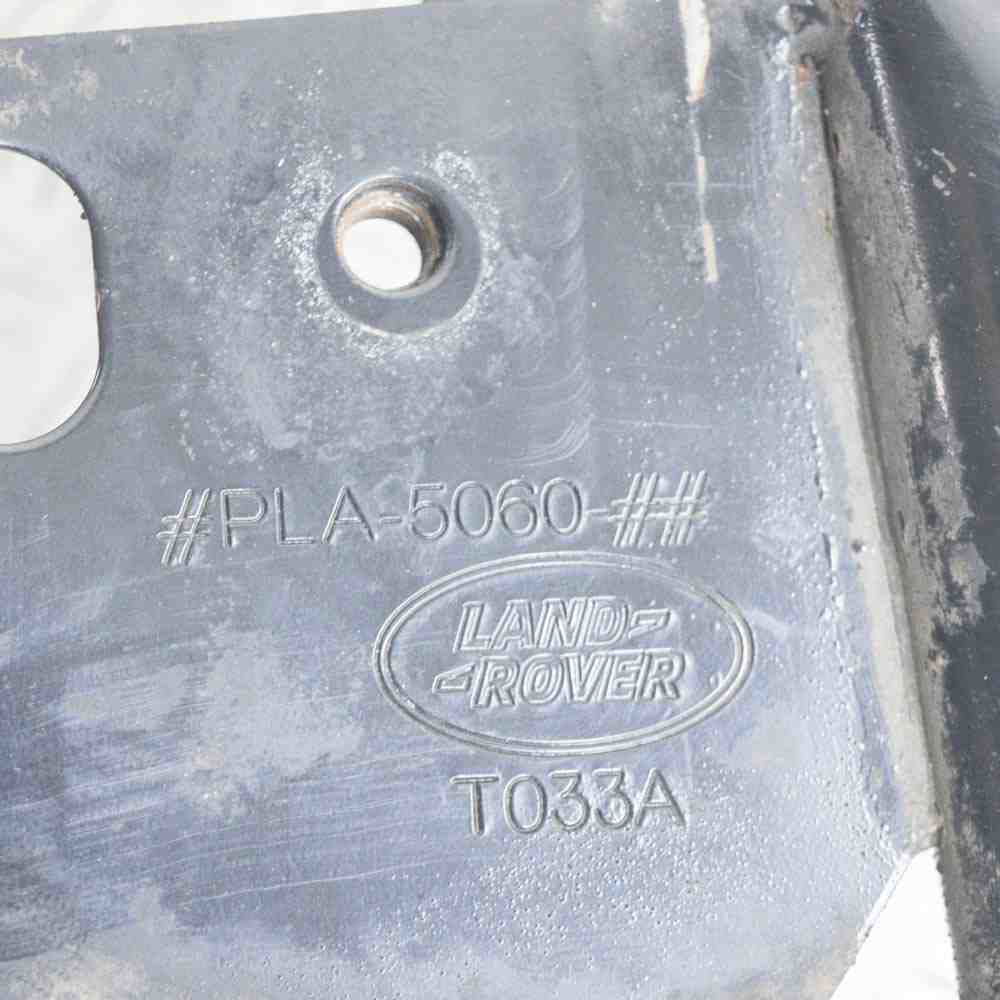 #PLA-5060-##
LAND-
-ROVER
T033A